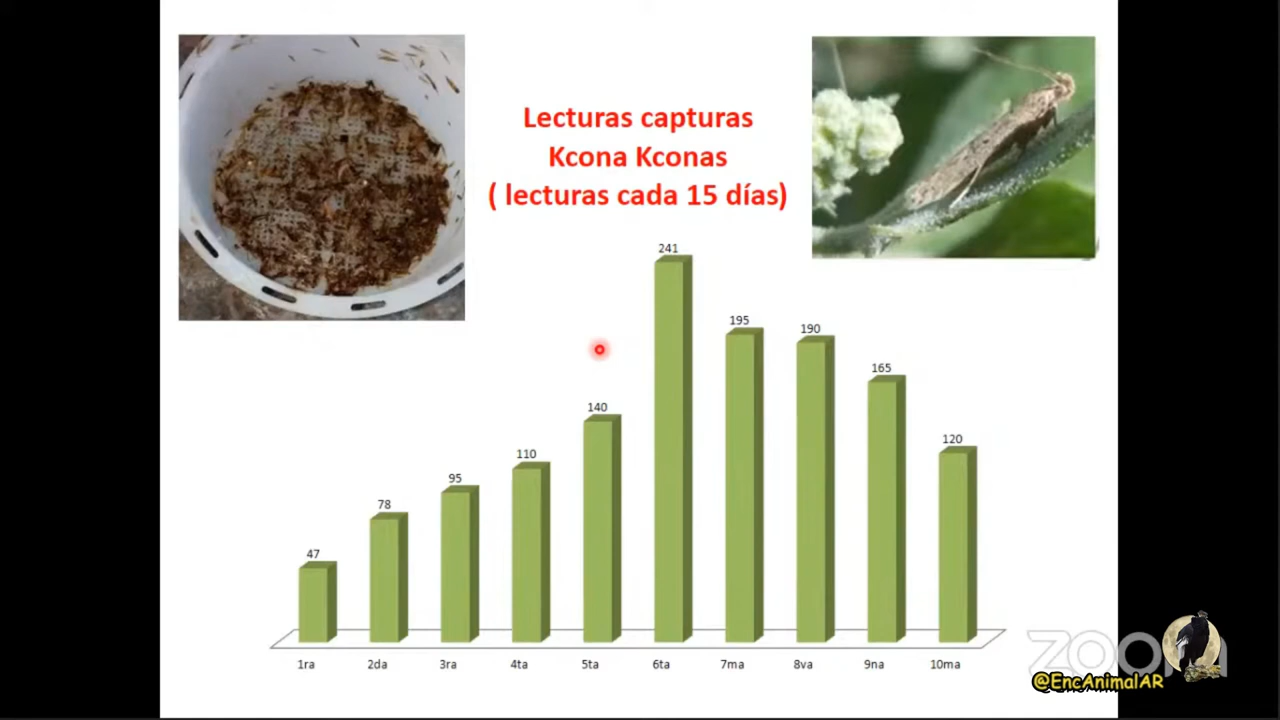 Lecturas capturas
Kcona Kconas
( lecturas cada 15 días)
241
195
190
165
140
120
110
95
78
47
1ra 2da 3ra 4ta 5ta 6ta 7ma 8va 9na 10ma
zoom
@EncAnimalAR